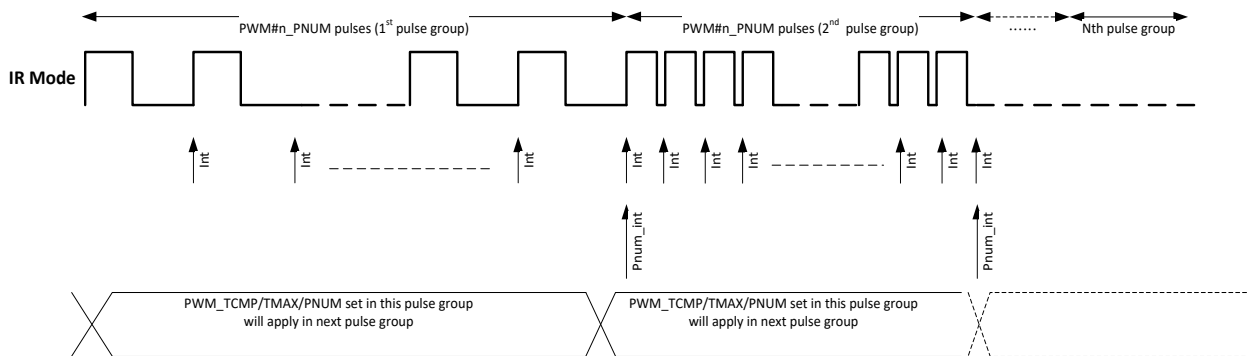 PWM#n_PNUM pulses (1st pulse group)
PWM#n_PNUM pulses (2nd pulse group)
......
Nth pulse group
IR Mode
Int
Int
Int
Int
Int
Int
Int
Int
Int
Int
Pnum_int
Pnum_int
PWM_TCMP/TMAX/PNUM set in this pulse group
will apply in next pulse group
PWM_TCMP/TMAX/PNUM set in this pulse group
will apply in next pulse group